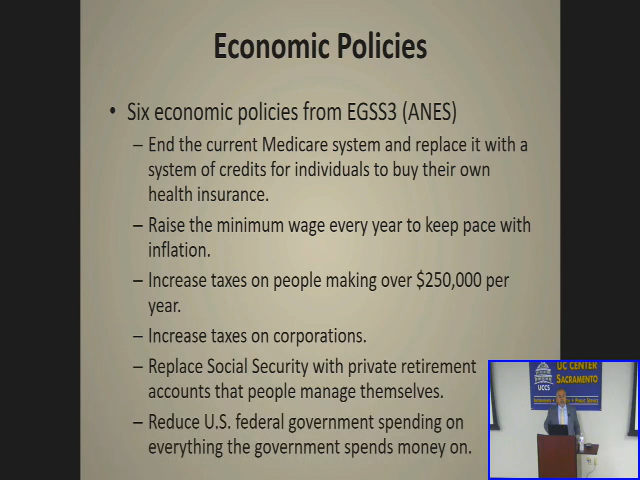 Economic Policies
• Six economic policies from EGSS3 (ANES)
– End the current Medicare system and replace it with a
system of credits for individuals to buy their own
health insurance.
– Raise the minimum wage every year to keep pace with
inflation.
– Increase taxes on people making over $250,000 per
year.
– Increase taxes on corporations.
– Replace Social Security with private retirement
accounts that people manage themselves.
– Reduce U.S. federal government spending on
everything the government spends money on.
UC CENTER
SACRAMENTO
UCCS